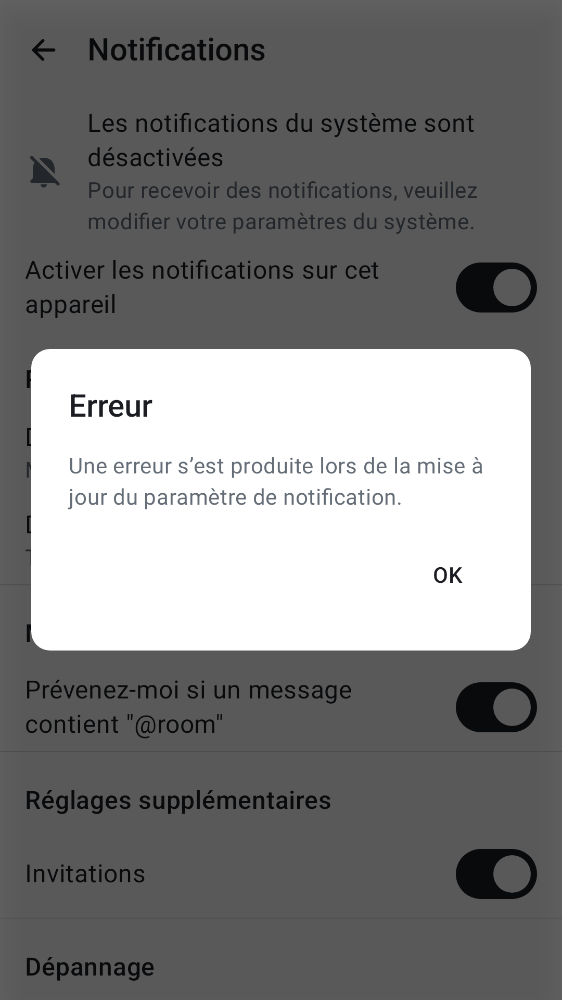 Notifications
Les notifications du système sont
désactivées
Pour recevoir des notifications, veuillez
modifier votre paramètres du système.
Activer les notifications sur cet
appareil
Erreur
Une erreur s’est produite lors de la mise à
jour du paramètre de notification.
OK
Prévenez-moi si un message
contient "@room"
Réglages supplémentaires
Invitations
Dépannage